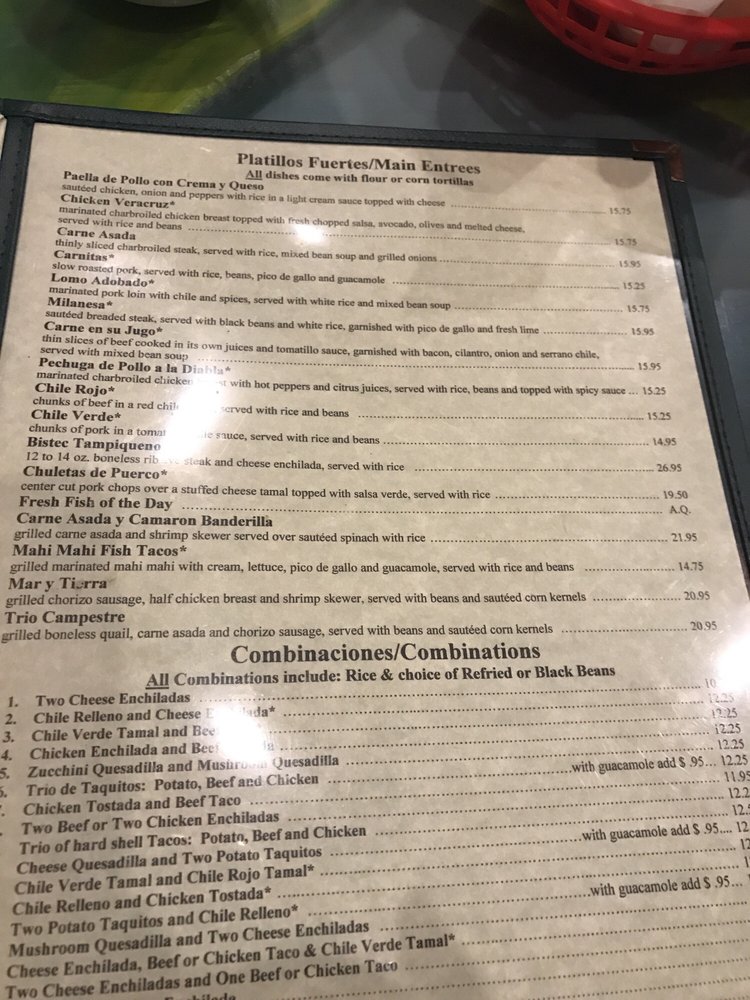 Platillos Fuertes/Main Entrees
All dishes come with flour or corn tortillas
Paella de Pollo con Crema y Queso
sautéed chicken, onion and peppers with rice in a light cream sauce topped with cheese 15.75
Chicken Veracruz*
marinated charbroiled chicken breast topped with fresh chopped salsa, avocado, olives and melted cheese,
served with rice and beans 15.75
Carne Asada
thinly sliced charbroiled steak, served with rice, mixed bean soup and grilled onions 15.95
Carnitas*
slow roasted pork, served with rice, beans, pico de gallo and guacamole 15.25
Lomo Adobado*
marinated pork loin with chile and spices, served with white rice and mixed bean soup 15.75
Milanesa*
sautéed breaded steak, served with black beans and white rice, garnished with pico de gallo and fresh lime 15.95
Carne en su Jugo*
thin slices of beef cooked in its own juices and tomatillo sauce, garnished with bacon, cilantro, onion and serrano chile,
served with mixed bean soup 15.95
Pechuga de Pollo a la Diabla*
marinated charbroiled chicken with hot peppers and citrus juices, served with rice, beans and topped with spicy sauce ... 15.25
Chile Rojo*
chunks of beef in a red served with rice and beans 15.25
Chile Verde*
chunks of pork in a sauce, served with rice and beans 14.95
Bistec Tampiqueno
12 to 14 oz. boneless steak and cheese enchilada, served with rice 26.95
Chuletas de Puerco*
center cut pork chops over a stuffed cheese tamal topped with salsa verde, served with rice 19.50
Fresh Fish of the Day A.Q.
Carne Asada y Camaron Banderilla
grilled carne asada and shrimp skewer served over sautéed spinach with rice 21.95
Mahi Mahi Fish Tacos*
grilled marinated mahi mahi with cream, lettuce, pico de gallo and guacamole, served with rice and beans 14.75
Mar y Tierra
grilled chorizo sausage, half chicken breast and shrimp skewer, served with beans and sautéed corn kernels 20.95
Trio Campestre
grilled boneless quail, carne asada and chorizo sausage, served with beans and sautéed corn kernels 20.95
Combinaciones/Combinations
All Combinations include: Rice & choice of Refried or Black Beans
1. Two Cheese Enchiladas
2. Chile Relleno and Cheese Enchilada* 12.25
3. Chile Verde Tamal and 12.25
4. Chicken Enchilada and 12.25
5. Zucchini Quesadilla and Mushroom Quesadilla 12.25
Trio de Taquitos: Potato, Beef and Chicken with guacamole add $ .95... 12.25
Chicken Tostada and Beef Taco 11.95
Two Beef or Two Chicken Enchiladas
Trio of hard shell Tacos: Potato, Beef and Chicken with guacamole add $ .95....
Cheese Quesadilla and Two Potato Taquitos
Chile Verde Tamal and Chile Rojo Tamal*
Chile Relleno and Chicken Tostada*
Two Potato Taquitos and Chile Relleno* with guacamole add $ .95...
Mushroom Quesadilla and Two Cheese Enchiladas
Cheese Enchilada, Beef or Chicken Taco & Chile Verde Tamal*
Two Cheese Enchiladas and One Beef or Chicken Taco